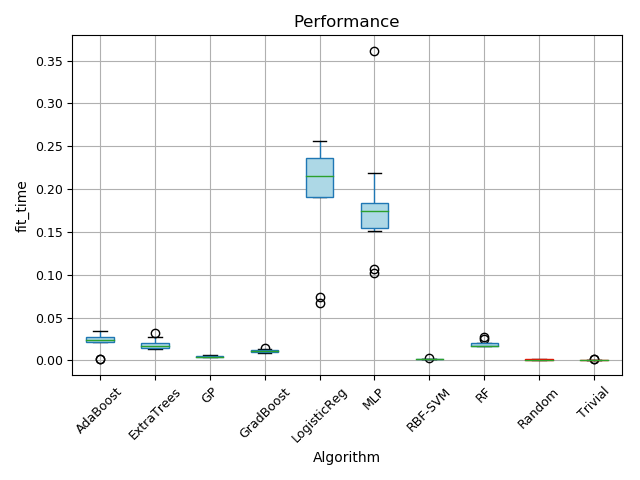 Performance
fit_time
0.35
0.30
0.25
0.20
0.15
0.10
0.05
0.00
AdaBoost
ExtraTrees
GP
GradBoost
LogisticReg
MLP
RBF-SVM
RF
Random
Trivial
Algorithm